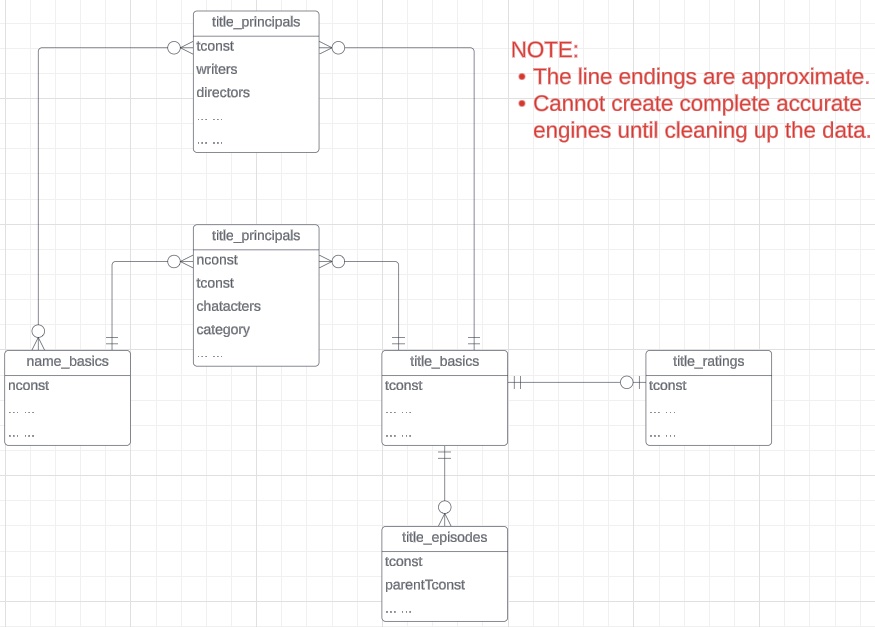 title_principals
tconst
writers
directors
... ...
... ...
NOTE:
• The line endings are approximate.
• Cannot create complete accurate
engines until cleaning up the data.
title_principals
nconst
tconst
chatacters
category
... ...
name_basics
nconst
... ...
... ...
title_basics
tconst
... ...
... ...
title_ratings
tconst
... ...
... ...
title_episodes
tconst
parentTconst
... ...